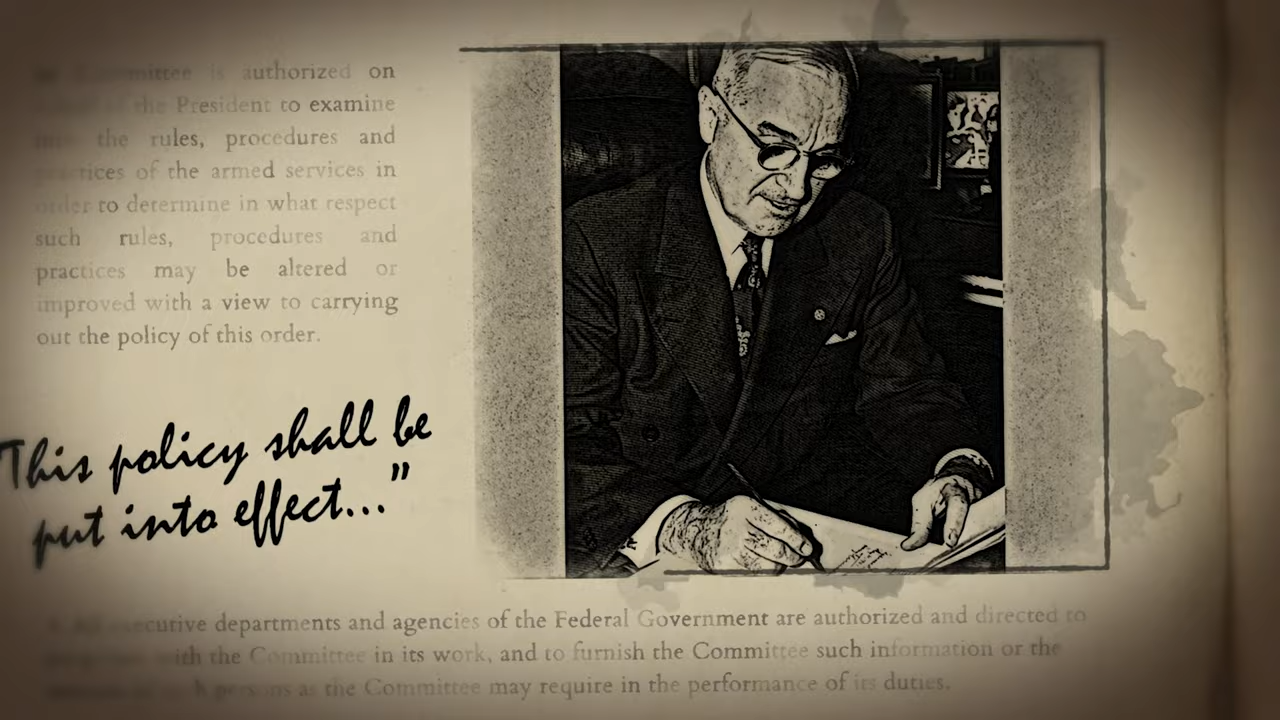 Committee is authorized on
the President to examine
the rules, procedures and
practices of the armed services in
order to determine in what respect
such rules, procedures and
practices may be altered or
improved with a view to carrying
out the policy of this order.
This policy shall be
put into effect..."
executive departments and agencies of the Federal Government are authorized and directed to
with the Committee in its work, and to furnish the Committee such information or the
persons as the Committee may require in the performance of its duties.